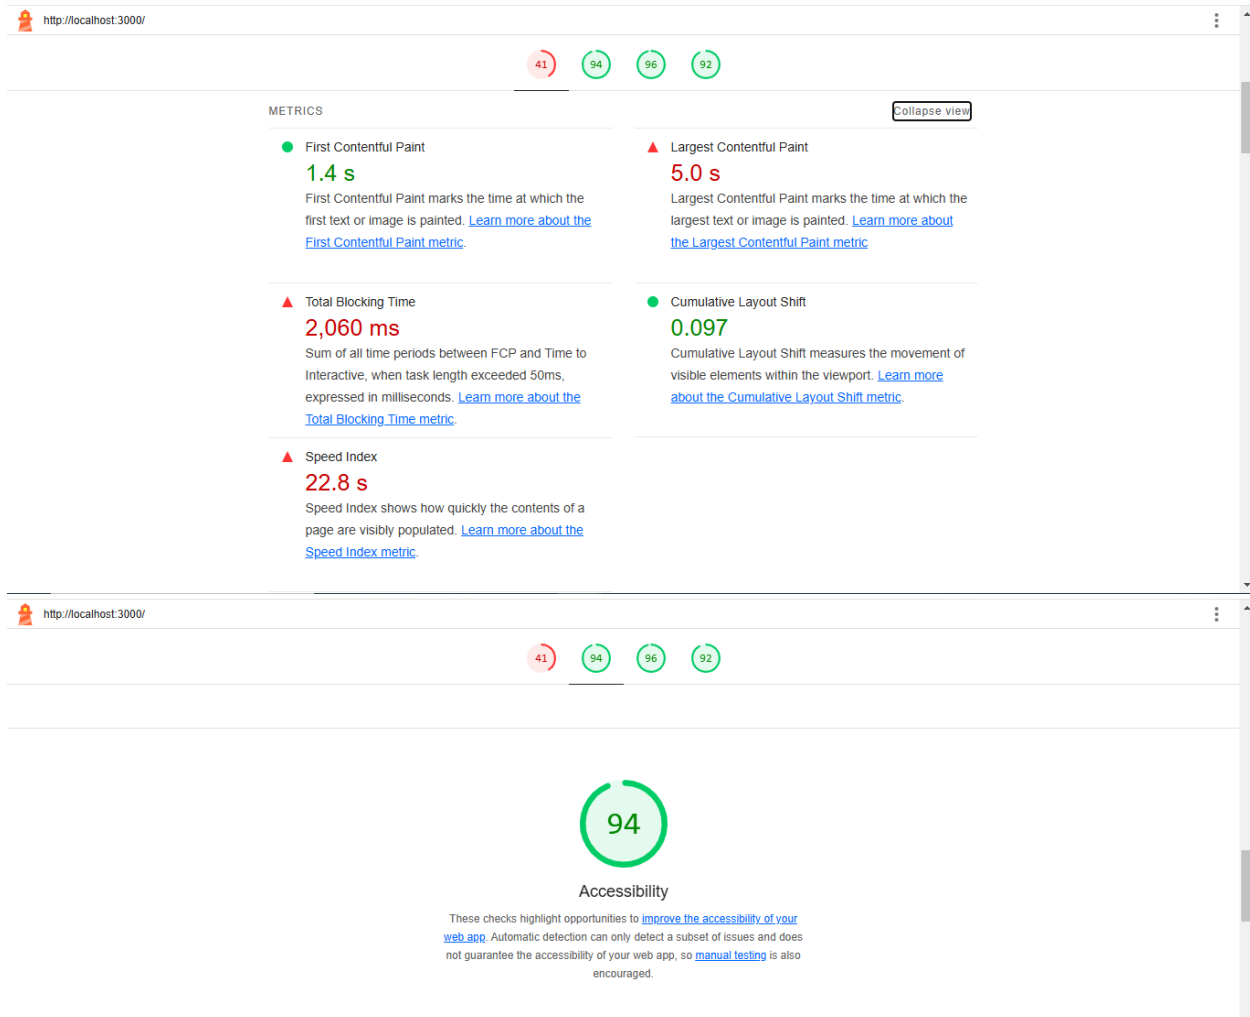 http://localhost:3000/
41 94 96 92
METRICS
Collapse view
First Contentful Paint
1.4 s
First Contentful Paint marks the time at which the
first text or image is painted. Learn more about the
First Contentful Paint metric.
Largest Contentful Paint
5.0 s
Largest Contentful Paint marks the time at which the
largest text or image is painted. Learn more about
the Largest Contentful Paint metric
Total Blocking Time
2,060 ms
Sum of all time periods between FCP and Time to
Interactive, when task length exceeded 50ms,
expressed in milliseconds. Learn more about the
Total Blocking Time metric.
Cumulative Layout Shift
0.097
Cumulative Layout Shift measures the movement of
visible elements within the viewport. Learn more
about the Cumulative Layout Shift metric.
Speed Index
22.8 s
Speed Index shows how quickly the contents of a
page are visibly populated. Learn more about the
Speed Index metric.
http://localhost:3000/
41 94 96 92
94
Accessibility
These checks highlight opportunities to improve the accessibility of your
web app. Automatic detection can only detect a subset of issues and does
not guarantee the accessibility of your web app, so manual testing is also
encouraged.